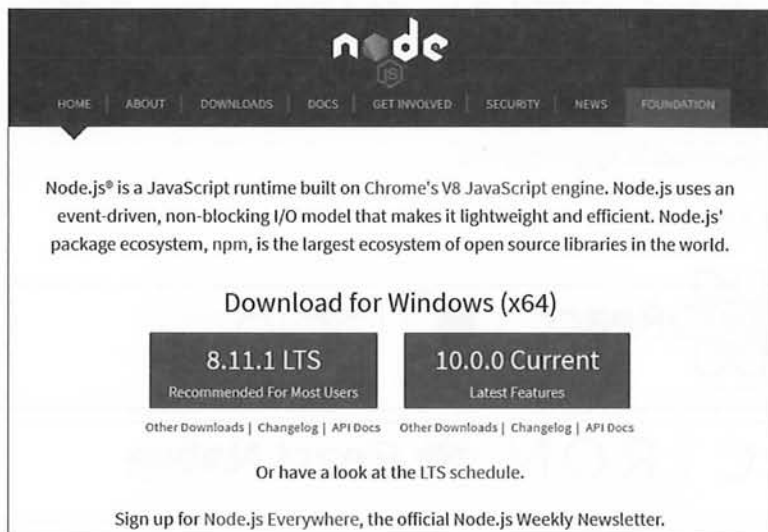 node
JS
HOME ABOUT DOWNLOADS DOCS GET INVOLVED SECURITY NEWS FOUNDATION
Node.js® is a JavaScript runtime built on Chrome's V8 JavaScript engine. Node.js uses an
event-driven, non-blocking I/O model that makes it lightweight and efficient. Node.js'
package ecosystem, npm, is the largest ecosystem of open source libraries in the world.
Download for Windows (x64)
8.11.1 LTS 10.0.0 Current
Recommended For Most Users Latest Features
Other Downloads | Changelog | API Docs Other Downloads | Changelog | API Docs
Or have a look at the LTS schedule.
Sign up for Node.js Everywhere, the official Node.js Weekly Newsletter.